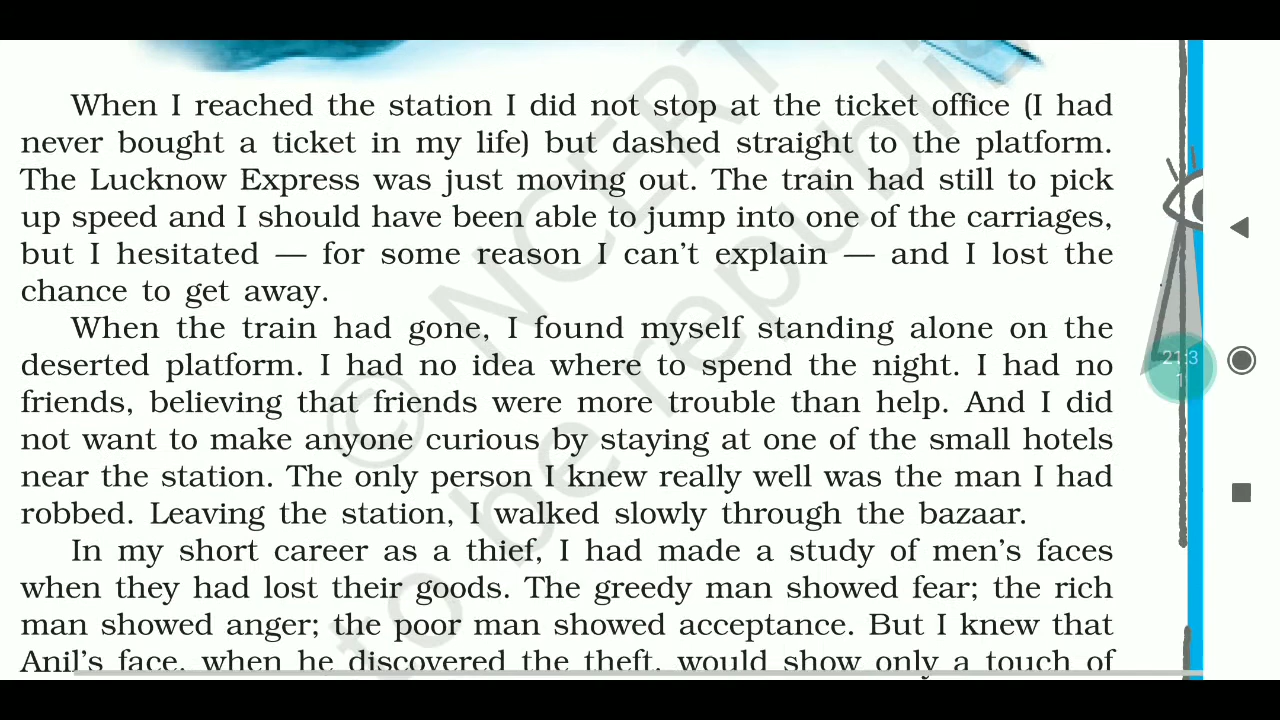 When I reached the station I did not stop at the ticket office (I had
never bought a ticket in my life) but dashed straight to the platform.
The Lucknow Express was just moving out. The train had still to pick
up speed and I should have been able to jump into one of the carriages,
but I hesitated — for some reason I can't explain — and I lost the
chance to get away.
When the train had gone, I found myself standing alone on the
deserted platform. I had no idea where to spend the night. I had no
friends, believing that friends were more trouble than help. And I did
not want to make anyone curious by staying at one of the small hotels
near the station. The only person I knew really well was the man I had
robbed. Leaving the station, I walked slowly through the bazaar.
In my short career as a thief, I had made a study of men's faces
when they had lost their goods. The greedy man showed fear; the rich
man showed anger; the poor man showed acceptance. But I knew that
Anil's face, when he discovered the theft, would show only a touch of
© NCERT
to be republis
21:3
1